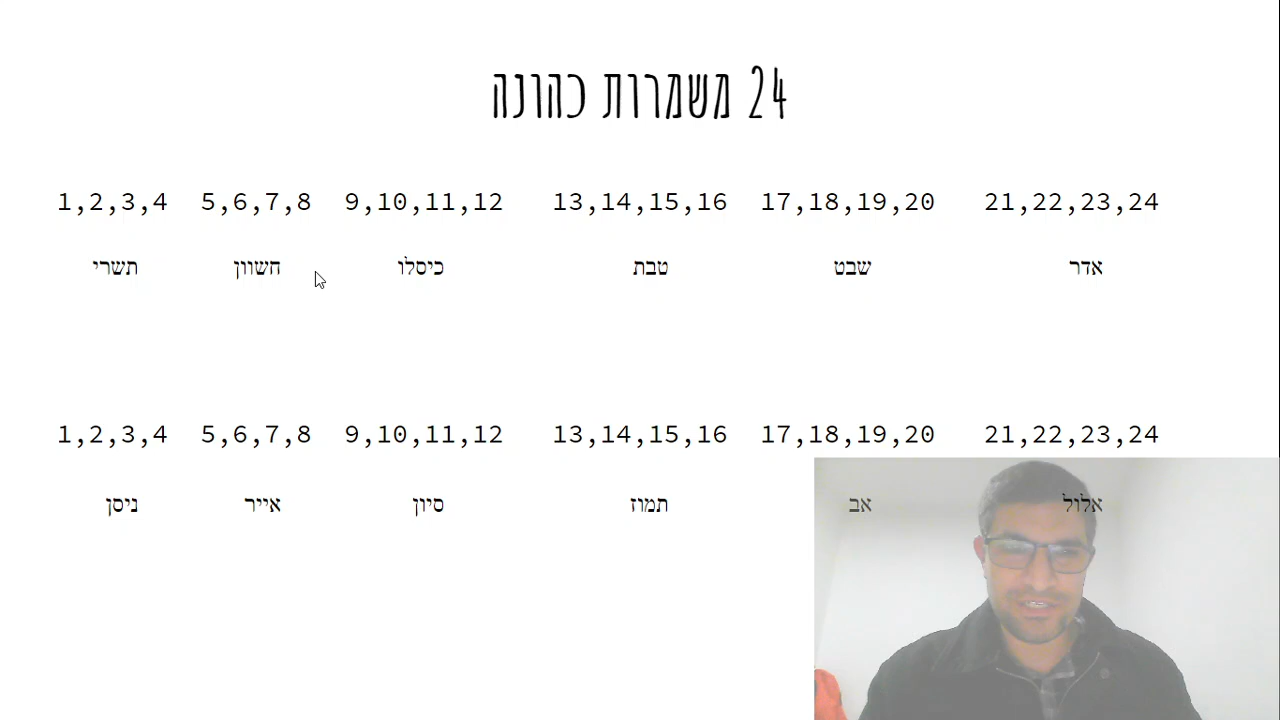 24 משמרות כהונה
1,2,3,4 5,6,7,8 9,10,11,12 13,14,15,16 17,18,19,20 21,22,23,24
תשרי חשוון כיסלו טבת שבט אדר
1,2,3,4 5,6,7,8 9,10,11,12 13,14,15,16 17,18,19,20 21,22,23,24
ניסן אייר סיון תמוז אב אלול